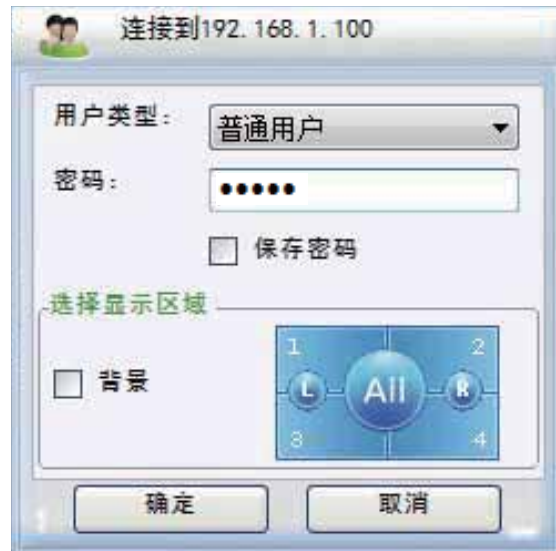 连接到192.168.1.100
用户类型:
普通用户
密码:
•••••
保存密码
选择显示区域
背景
1 2
L All R
3 4
确定 取消